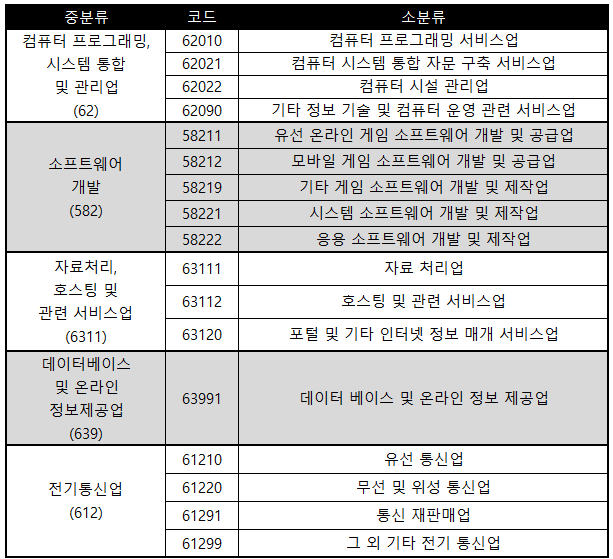 중분류 코드 소분류
컴퓨터 프로그래밍,
시스템 통합
및 관리업
(62)
62010 컴퓨터 프로그래밍 서비스업
62021 컴퓨터 시스템 통합 자문 구축 서비스업
62022 컴퓨터 시설 관리업
62090 기타 정보 기술 및 컴퓨터 운영 관련 서비스업
소프트웨어
개발
(582)
58211 유선 온라인 게임 소프트웨어 개발 및 공급업
58212 모바일 게임 소프트웨어 개발 및 공급업
58219 기타 게임 소프트웨어 개발 및 제작업
58221 시스템 소프트웨어 개발 및 제작업
58222 응용 소프트웨어 개발 및 제작업
자료처리,
호스팅 및
관련 서비스업
(6311)
63111 자료 처리업
63112 호스팅 및 관련 서비스업
63120 포털 및 기타 인터넷 정보 매개 서비스업
데이터베이스
및 온라인
정보제공업
(639)
63991 데이터 베이스 및 온라인 정보 제공업
전기통신업
(612)
61210 유선 통신업
61220 무선 및 위성 통신업
61291 통신 재판매업
61299 그 외 기타 전기 통신업